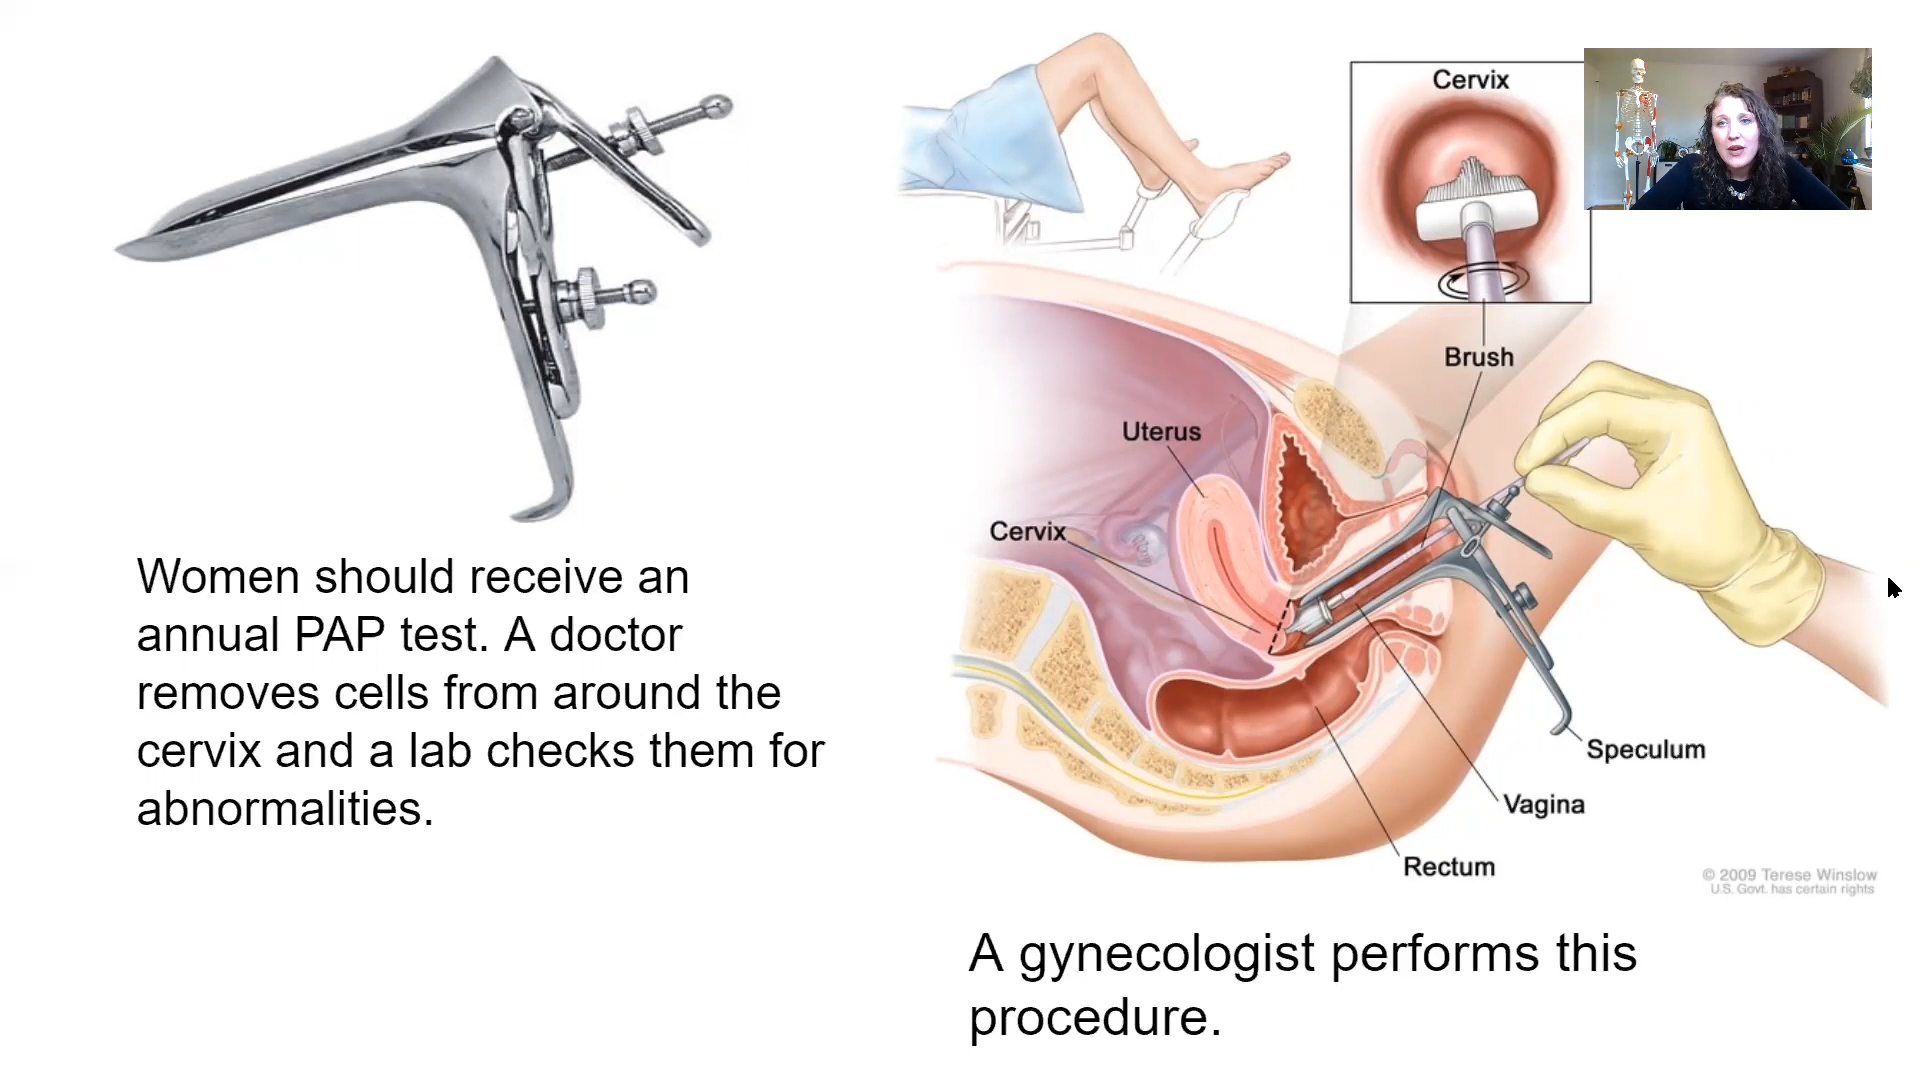 Women should receive an
annual PAP test. A doctor
removes cells from around the
cervix and a lab checks them for
abnormalities.
Cervix
Brush
Uterus
Cervix
Speculum
Vagina
Rectum
© 2009 Terese Winslow
U.S. Govt. has certain rights
A gynecologist performs this
procedure.